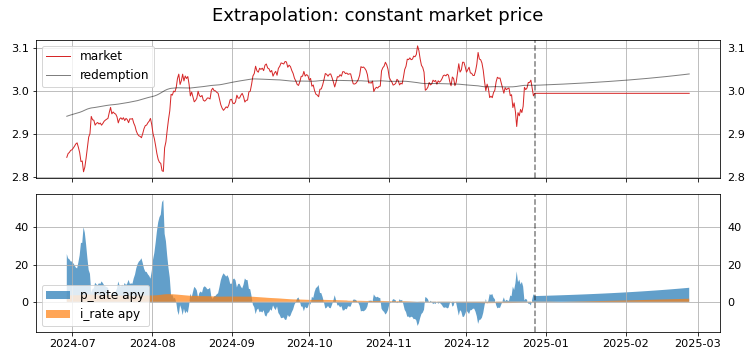 Extrapolation: constant market price
3.1 3.1
market
redemption
3.0 3.0
2.9 2.9
2.8 2.8
40 40
20 20
0 0
p_rate apy
i_rate apy
2024-07 2024-08 2024-09 2024-10 2024-11 2024-12 2025-01 2025-02 2025-03